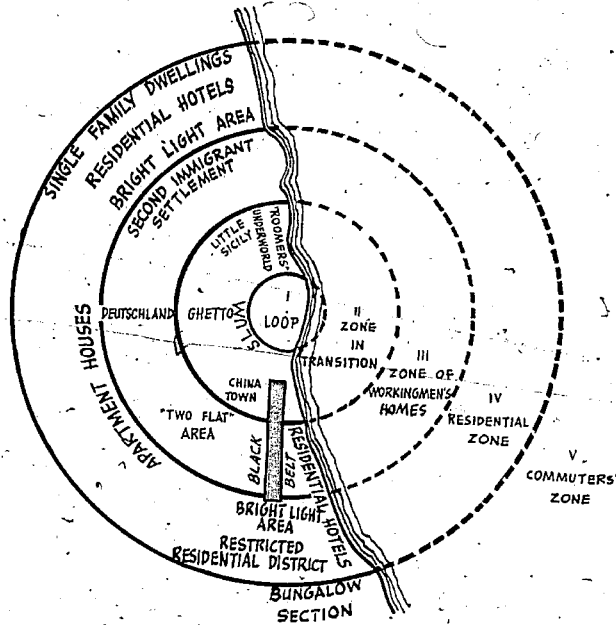 SINGLE FAMILY DWELLINGS
RESIDENTIAL HOTELS
BRIGHT LIGHT AREA
SECOND IMMIGRANT
SETTLEMENT
LITTLE
SICILY
UNDERWORLD
"ROOMERS"
I
LOOP
SLUM
GHETTO
DEUTSCHLAND
APARTMENT HOUSES
CHINA
TOWN
"TWO FLAT"
AREA
BLACK
BELT
RESIDENTIAL HOTELS
BRIGHT LIGHT
AREA
RESTRICTED
RESIDENTIAL DISTRICT
BUNGALOW
SECTION
II
ZONE
IN
TRANSITION
III
ZONE OF
WORKINGMEN'S
HOMES
IV
RESIDENTIAL
ZONE
V
COMMUTERS'
ZONE